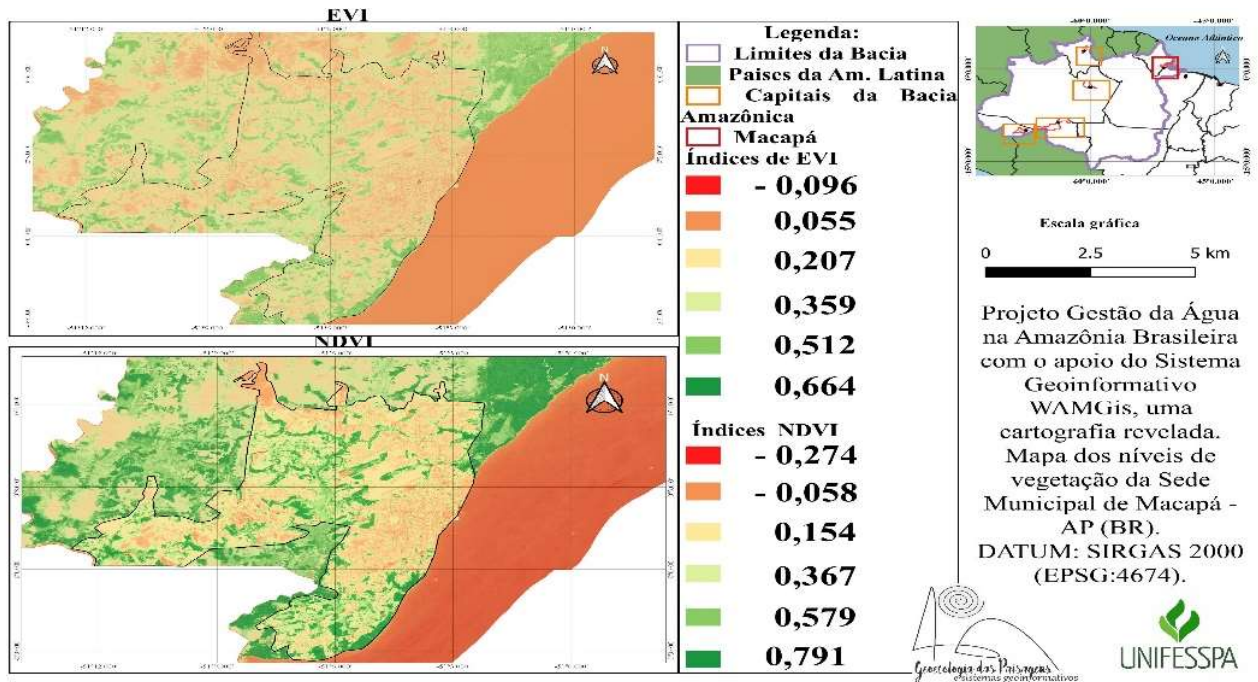 EVI
N
NDVI
N
Legenda:
Limites da Bacia
Paises da Am. Latina
Capitais da Bacia
Amazônica
Macapá
Índices de EVI
- 0,096
0,055
0,207
0,359
0,512
0,664
Índices NDVI
- 0,274
- 0,058
0,154
0,367
0,579
0,791
Oceano Atlântico
Escala gráfica
0 2.5 5 km
Projeto Gestão da Água
na Amazônia Brasileira
com o apoio do Sistema
Geoinformativo
WAMGis, uma
cartografia revelada.
Mapa dos níveis de
vegetação da Sede
Municipal de Macapá -
AP (BR).
DATUM: SIRGAS 2000
(EPSG:4674).
Geoecologia das Paisagens
e sistemas geoinformativos
UNIFESSPA